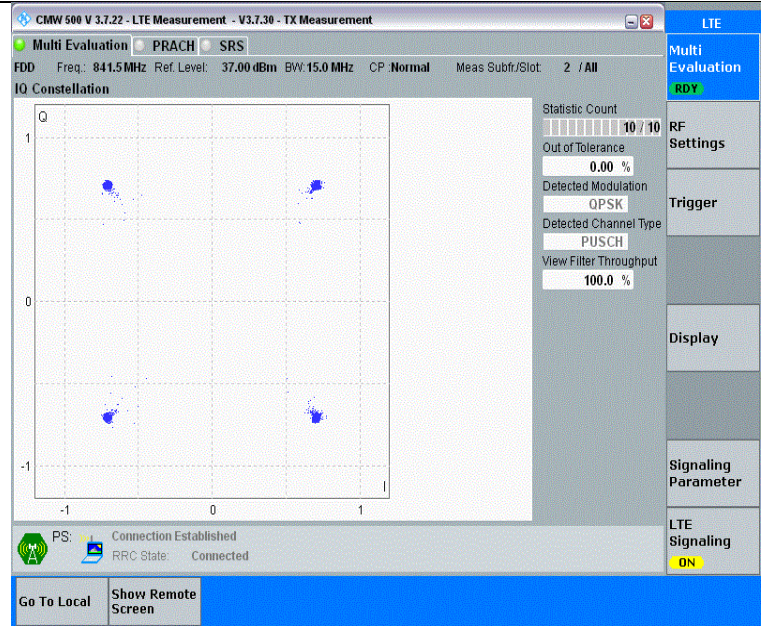 CMW 500 V 3.7.22 - LTE Measurement - V3.7.30 - TX Measurement
LTE
Multi Evaluation PRACH SRS
FDD Freq.: 841.5 MHz Ref. Level: 37.00 dBm BW: 15.0 MHz CP : Normal Meas Subfr./Slot: 2 / All
IQ Constellation
Q
1
0
-1
-1 0 1
I
Statistic Count
10 / 10
Out of Tolerance
0.00 %
Detected Modulation
QPSK
Detected Channel Type
PUSCH
View Filter Throughput
100.0 %
Multi
Evaluation
RDY
RF
Settings
Trigger
Display
Signaling
Parameter
LTE
Signaling
ON
PS: Connection Established
RRC State: Connected
Go To Local
Show Remote
Screen